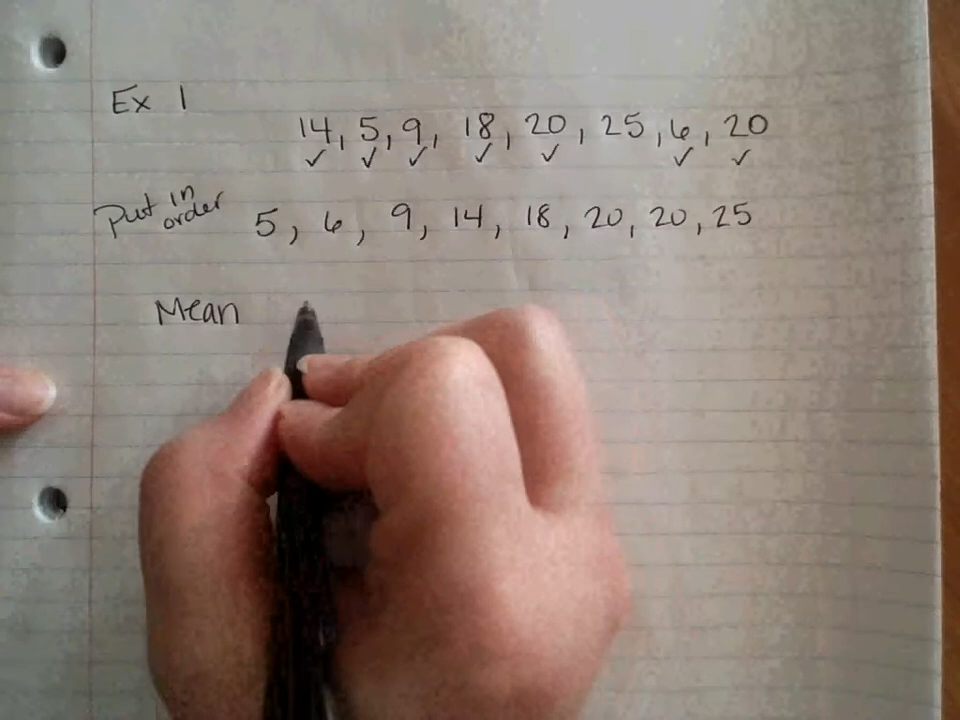 Ex 1
14, 5, 9, 18, 20, 25, 6, 20
✓ ✓ ✓ ✓ ✓ ✓ ✓
Put in order 5, 6, 9, 14, 18, 20, 20, 25
Mean